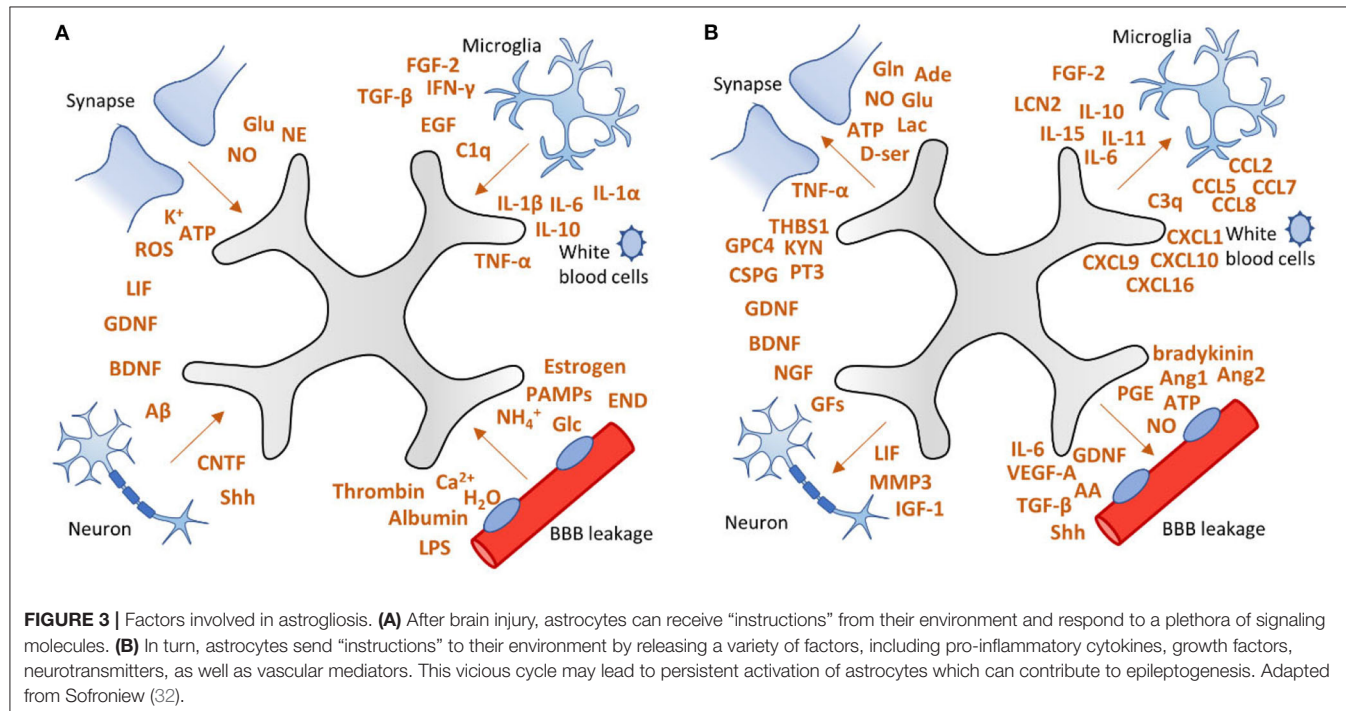 A
Microglia
FGF-2
IFN-γ
TGF-β
EGF
C1q
Synapse
Glu
NE
NO
K⁺
ATP
ROS
LIF
GDNF
BDNF
Aβ
CNTF
Shh
Neuron
IL-1β IL-6 IL-1α
IL-10
TNF-α
White
blood cells
Estrogen
PAMPs
END
NH₄⁺
Glc
Ca²⁺
Thrombin
H₂O
Albumin
LPS
BBB leakage
B
Microglia
Synapse
Gln Ade
NO Glu
ATP Lac
D-ser
TNF-α
THBS1
GPC4 KYN
CSPG PT3
GDNF
BDNF
NGF
GFs
LIF
MMP3
IGF-1
Neuron
FGF-2
LCN2
IL-10
IL-15
IL-11
IL-6
CCL2
CCL5 CCL7
CCL8
C3q
CXCL1
CXCL9 CXCL10
CXCL16
White
blood cells
bradykinin
Ang1 Ang2
PGE
ATP
NO
IL-6
GDNF
VEGF-A
AA
TGF-β
Shh
BBB leakage
FIGURE 3 | Factors involved in astrogliosis. (A) After brain injury, astrocytes can receive “instructions” from their environment and respond to a plethora of signaling
molecules. (B) In turn, astrocytes send “instructions” to their environment by releasing a variety of factors, including pro-inflammatory cytokines, growth factors,
neurotransmitters, as well as vascular mediators. This vicious cycle may lead to persistent activation of astrocytes which can contribute to epileptogenesis. Adapted
from Sofroniew (32).